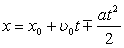 x = x₀ + υ₀t ∓ at²/2